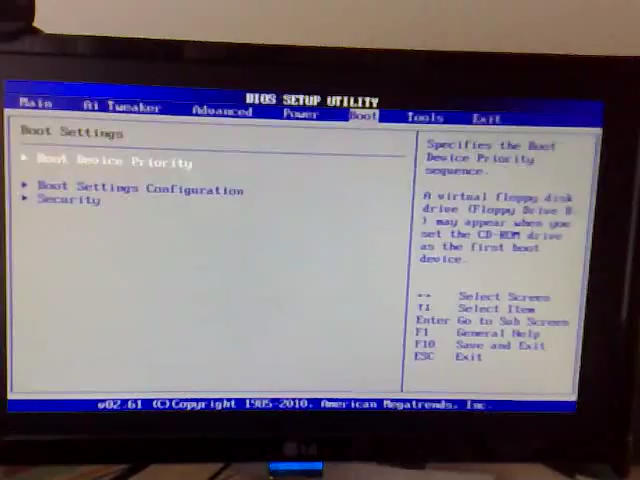 BIOS SETUP UTILITY
Main Ai Tweaker Advanced Power Boot Tools Exit
Boot Settings
Boot Device Priority
Boot Settings Configuration
Security
Specifies the Boot
Device Priority
sequence.
A virtual floppy disk
drive (Floppy Drive B:
) may appear when you
set the CD-ROM drive
as the first boot
device.
↔ Select Screen
↑↓ Select Item
Enter Go to Sub Screen
F1 General Help
F10 Save and Exit
ESC Exit
v02.61 (C)Copyright 1985-2010, American Megatrends, Inc.
LG